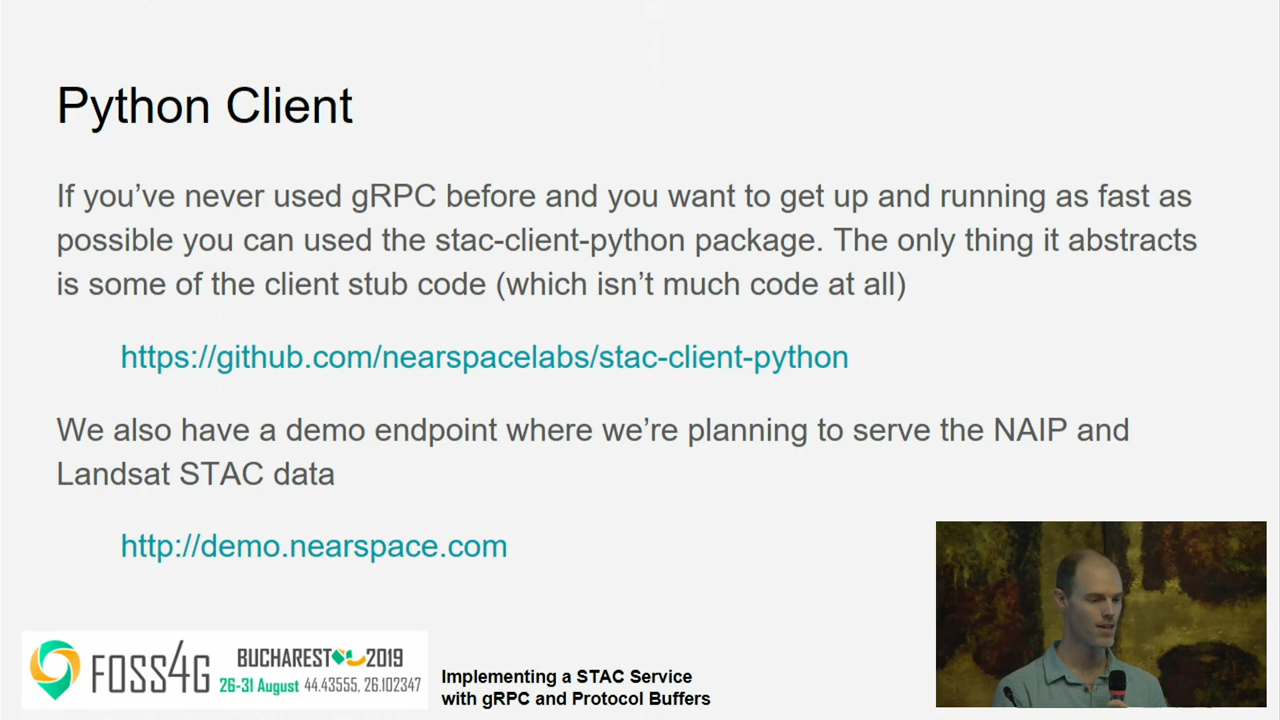 Python Client
If you’ve never used gRPC before and you want to get up and running as fast as
possible you can used the stac-client-python package. The only thing it abstracts
is some of the client stub code (which isn’t much code at all)
https://github.com/nearspacelabs/stac-client-python
We also have a demo endpoint where we’re planning to serve the NAIP and
Landsat STAC data
http://demo.nearspace.com
FOSS4G
BUCHAREST 2019
26-31 August 44.43555, 26.102347
Implementing a STAC Service
with gRPC and Protocol Buffers